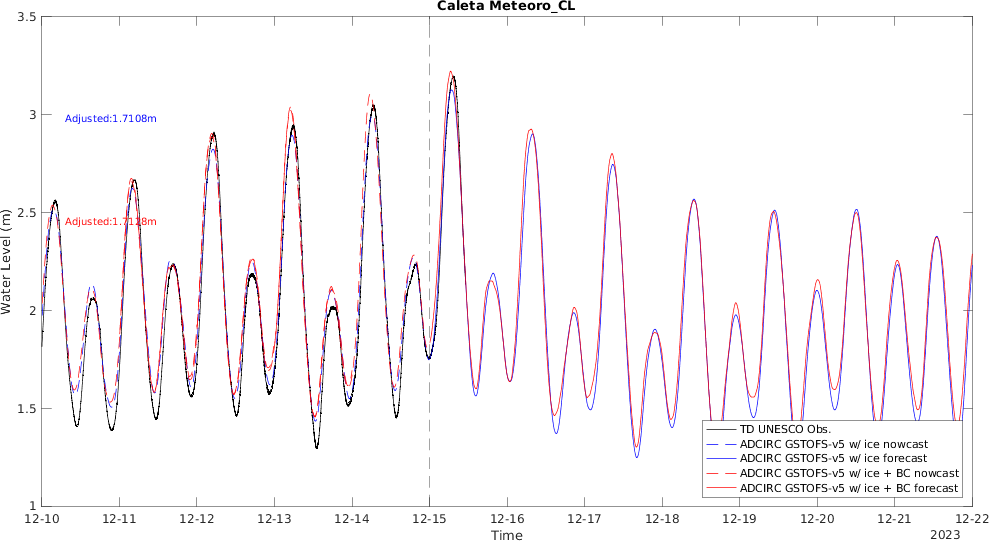 Caleta Meteoro_CL
3.5
3
2.5
2
1.5
1
Water Level (m)
Adjusted:1.7108m
Adjusted:1.7128m
TD UNESCO Obs.
ADCIRC GSTOFS-v5 w/ ice nowcast
ADCIRC GSTOFS-v5 w/ ice forecast
ADCIRC GSTOFS-v5 w/ ice + BC nowcast
ADCIRC GSTOFS-v5 w/ ice + BC forecast
12-10 12-11 12-12 12-13 12-14 12-15 12-16 12-17 12-18 12-19 12-20 12-21 12-22
Time
2023